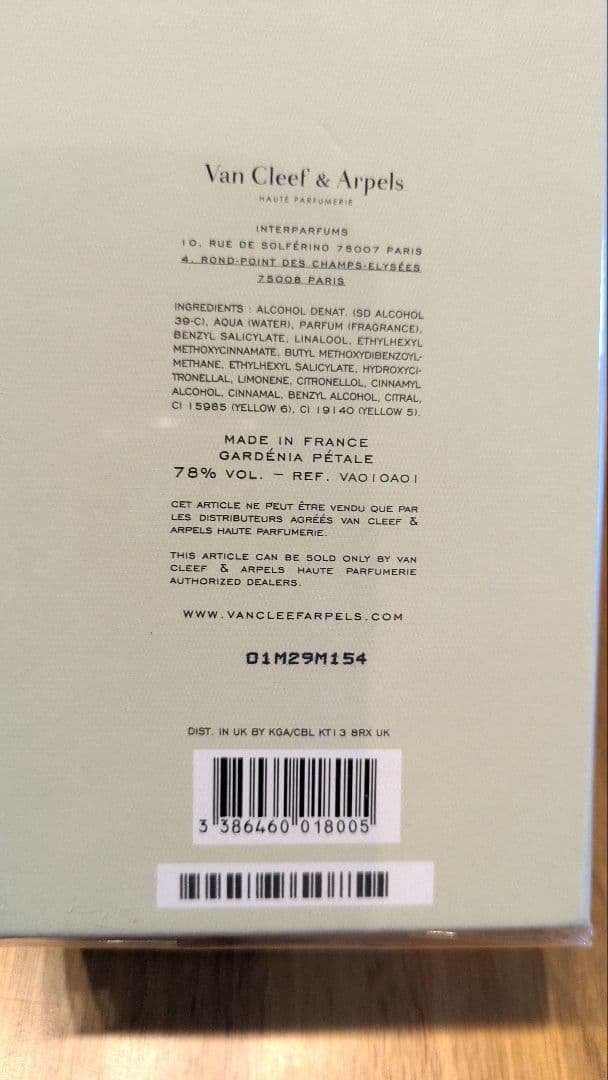 Van Cleef & Arpels
HAUTE PARFUMERIE
INTERPARFUMS
10, RUE DE SOLFÉRINO 75007 PARIS
4, ROND-POINT DES CHAMPS-ELYSÉES
75008 PARIS
INGREDIENTS : ALCOHOL DENAT. (SD ALCOHOL
39-C), AQUA (WATER), PARFUM (FRAGRANCE),
BENZYL SALICYLATE, LINALOOL, ETHYLHEXYL
METHOXYCINNAMATE, BUTYL METHOXYDIBENZOYL-
METHANE, ETHYLHEXYL SALICYLATE, HYDROXYCI-
TRONELLAL, LIMONENE, CITRONELLOL, CINNAMYL
ALCOHOL, CINNAMAL, BENZYL ALCOHOL, CITRAL,
CI 15985 (YELLOW 6), CI 19140 (YELLOW 5).
MADE IN FRANCE
GARDÉNIA PÉTALE
78% VOL. – REF. VA010A01
CET ARTICLE NE PEUT ÊTRE VENDU QUE PAR
LES DISTRIBUTEURS AGRÉÉS VAN CLEEF &
ARPELS HAUTE PARFUMERIE.
THIS ARTICLE CAN BE SOLD ONLY BY VAN
CLEEF & ARPELS HAUTE PARFUMERIE
AUTHORIZED DEALERS.
WWW.VANCLEEFARPELS.COM
01M29M154
DIST. IN UK BY KGA/CBL KT13 8RX UK
3 386460 018005